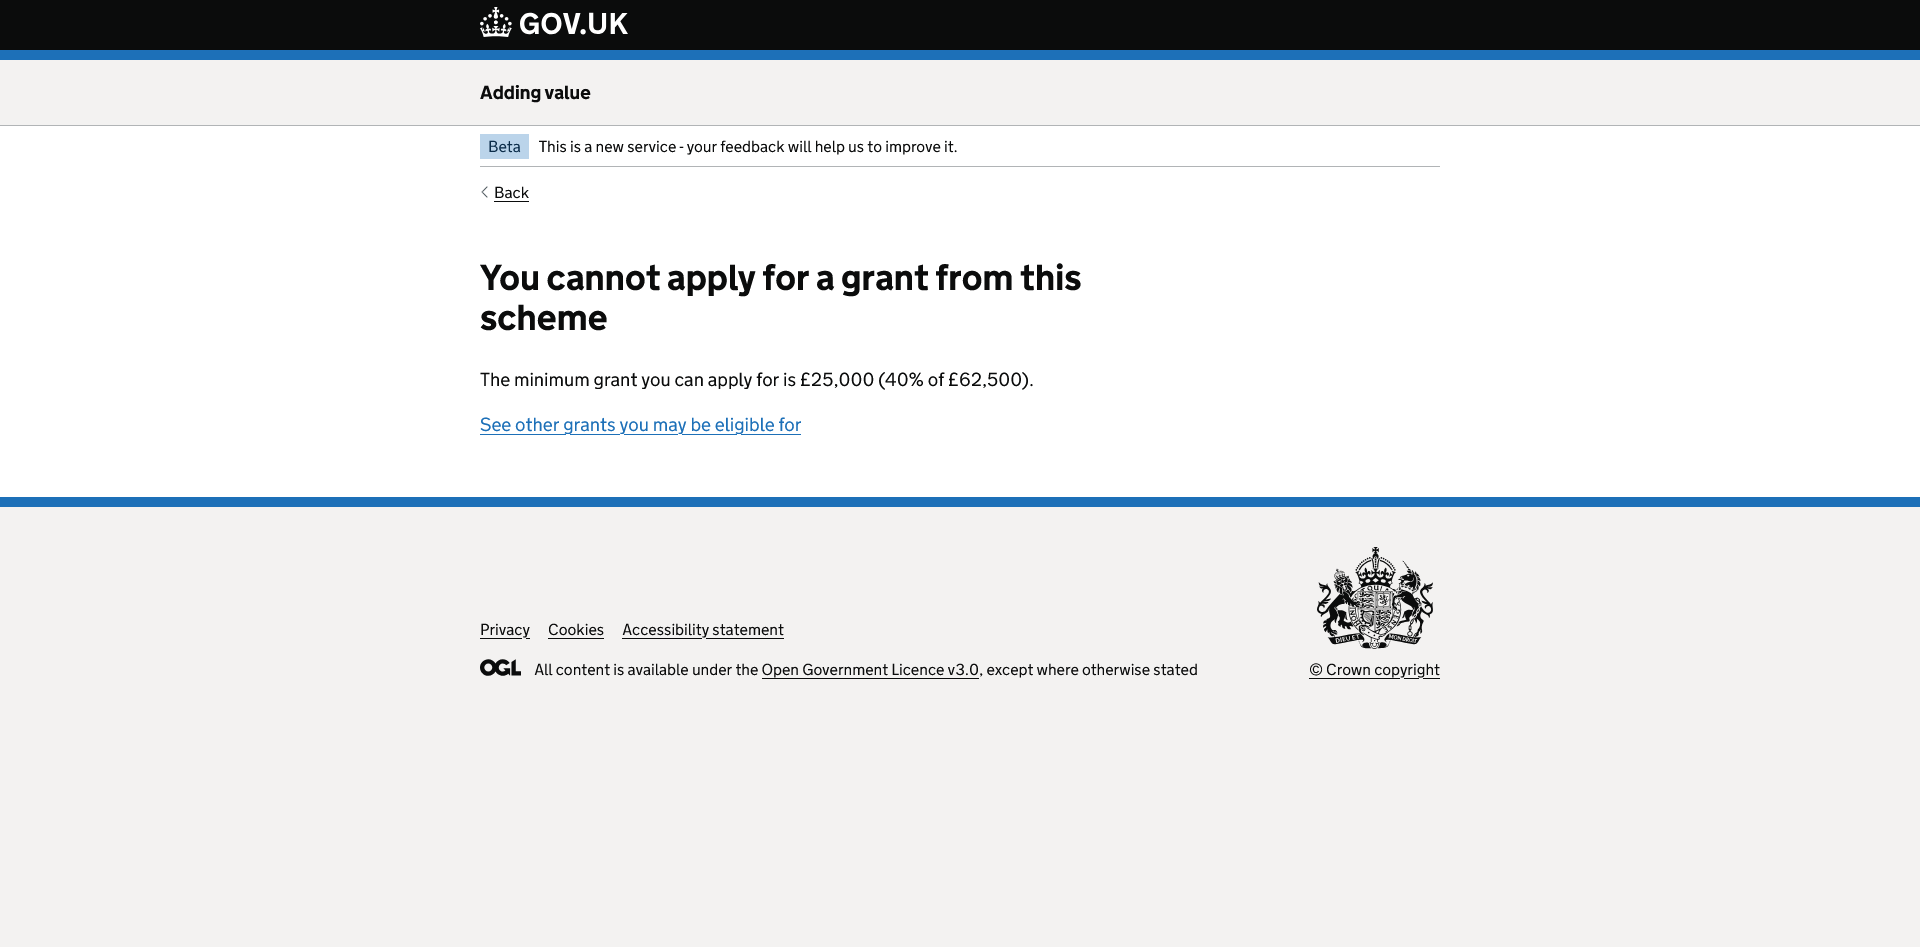 GOV.UK
Adding value
Beta This is a new service - your feedback will help us to improve it.
Back
You cannot apply for a grant from this
scheme
The minimum grant you can apply for is £25,000 (40% of £62,500).
See other grants you may be eligible for
Privacy Cookies Accessibility statement
OGL All content is available under the Open Government Licence v3.0, except where otherwise stated
DIEU ET MON DROIT
© Crown copyright